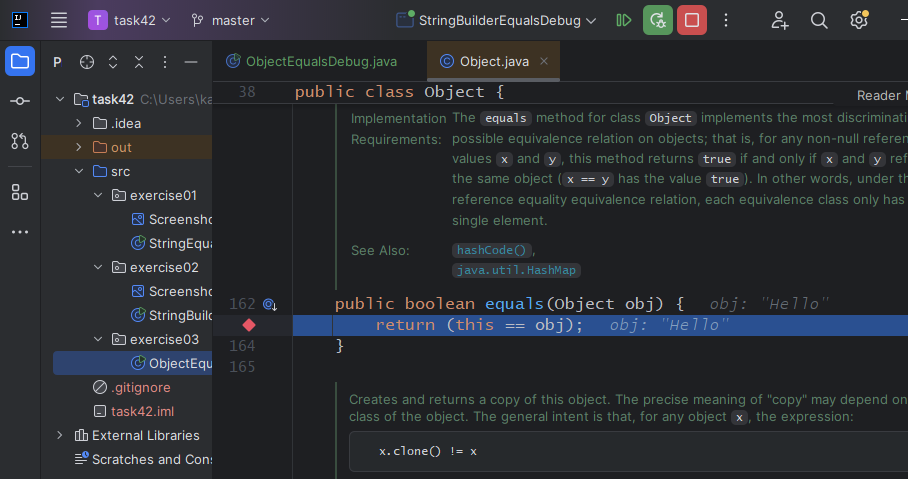 IJ
T task42
master
StringBuilderEqualsDebug
P
ObjectEqualsDebug.java
Object.java
38 public class Object {
Reader M
task42 C:\Users\ka
.idea
out
src
exercise01
Screensho
StringEqua
exercise02
Screensho
StringBuild
exercise03
ObjectEqu
.gitignore
task42.iml
External Libraries
Scratches and Cons
Implementation Requirements:
The equals method for class Object implements the most discriminatin
possible equivalence relation on objects; that is, for any non-null referen
values x and y, this method returns true if and only if x and y ref
the same object (x == y has the value true). In other words, under th
reference equality equivalence relation, each equivalence class only has
single element.
See Also: hashCode(),
java.util.HashMap
162 public boolean equals(Object obj) { obj: "Hello"
return (this == obj); obj: "Hello"
164 }
165
Creates and returns a copy of this object. The precise meaning of "copy" may depend on
class of the object. The general intent is that, for any object x, the expression:
x.clone() != x